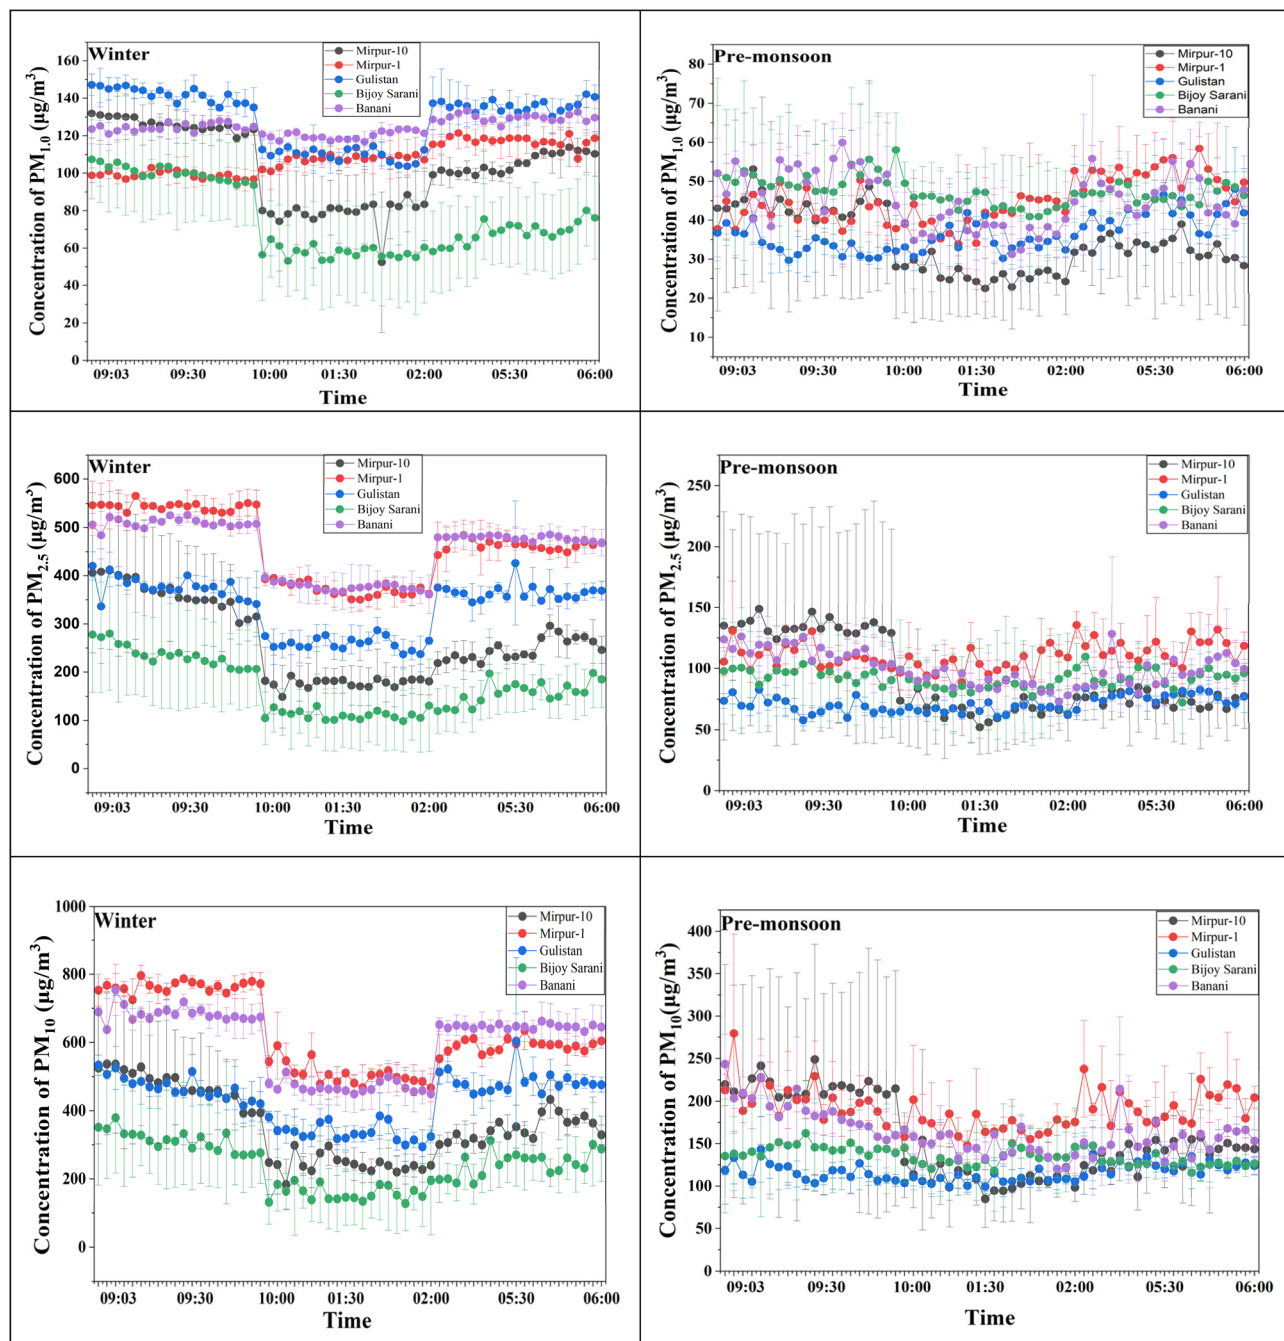 Winter
Mirpur-10
Mirpur-1
Gulistan
Bijoy Sarani
Banani
160
140
120
100
80
60
40
20
0
Concentration of PM1.0 (μg/m³)
09:03 09:30 10:00 01:30 02:00 05:30 06:00
Time
Pre-monsoon
Mirpur-10
Mirpur-1
Gulistan
Bijoy Sarani
Banani
80
70
60
50
40
30
20
10
Concentration of PM1.0 (μg/m³)
09:03 09:30 10:00 01:30 02:00 05:30 06:00
Time
Winter
Mirpur-10
Mirpur-1
Gulistan
Bijoy Sarani
Banani
600
500
400
300
200
100
0
Concentration of PM2.5 (μg/m³)
09:03 09:30 10:00 01:30 02:00 05:30 06:00
Time
Pre-monsoon
Mirpur-10
Mirpur-1
Gulistan
Bijoy Sarani
Banani
250
200
150
100
50
0
Concentration of PM2.5 (μg/m³)
09:03 09:30 10:00 01:30 02:00 05:30 06:00
Time
Winter
Mirpur-10
Mirpur-1
Gulistan
Bijoy Sarani
Banani
1000
800
600
400
200
0
Concentration of PM10 (μg/m³)
09:03 09:30 10:00 01:30 02:00 05:30 06:00
Time
Pre-monsoon
Mirpur-10
Mirpur-1
Gulistan
Bijoy Sarani
Banani
400
350
300
250
200
150
100
50
0
Concentration of PM10 (μg/m³)
09:03 09:30 10:00 01:30 02:00 05:30 06:00
Time